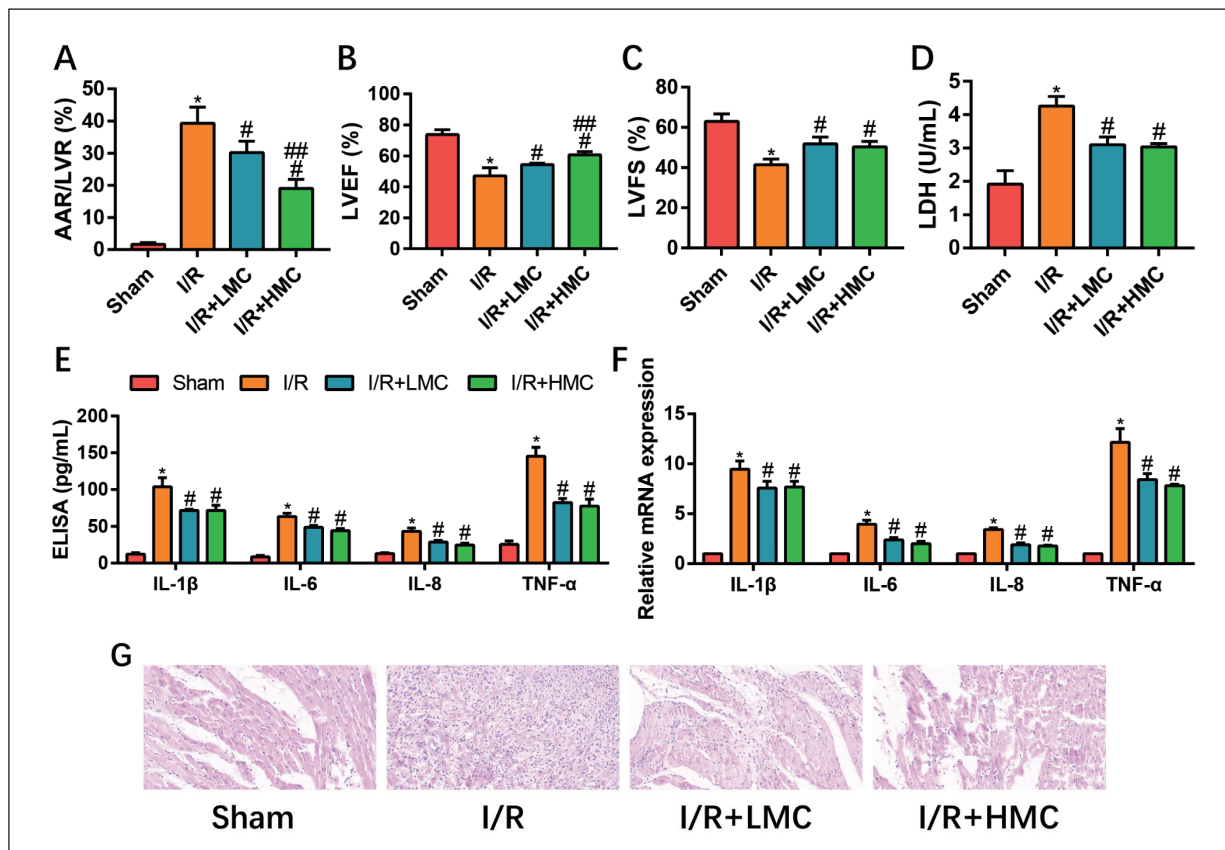 A
AAR/LVR (%)
50
40
30
20
10
0
*
#
##
#
Sham
I/R
I/R+LMC
I/R+HMC
B
LVEF (%)
100
80
60
40
20
0
*
#
##
#
Sham
I/R
I/R+LMC
I/R+HMC
C
LVFS (%)
80
60
40
20
0
*
#
#
Sham
I/R
I/R+LMC
I/R+HMC
D
LDH (U/mL)
5
4
3
2
1
0
*
#
#
Sham
I/R
I/R+LMC
I/R+HMC
E
Sham I/R I/R+LMC I/R+HMC
ELISA (pg/mL)
200
150
100
50
0
* # #
* # #
* # #
* # #
IL-1β IL-6 IL-8 TNF-α
F
Relative mRNA expression
15
10
5
0
* # #
* # #
* # #
* # #
IL-1β IL-6 IL-8 TNF-α
G
Sham I/R I/R+LMC I/R+HMC